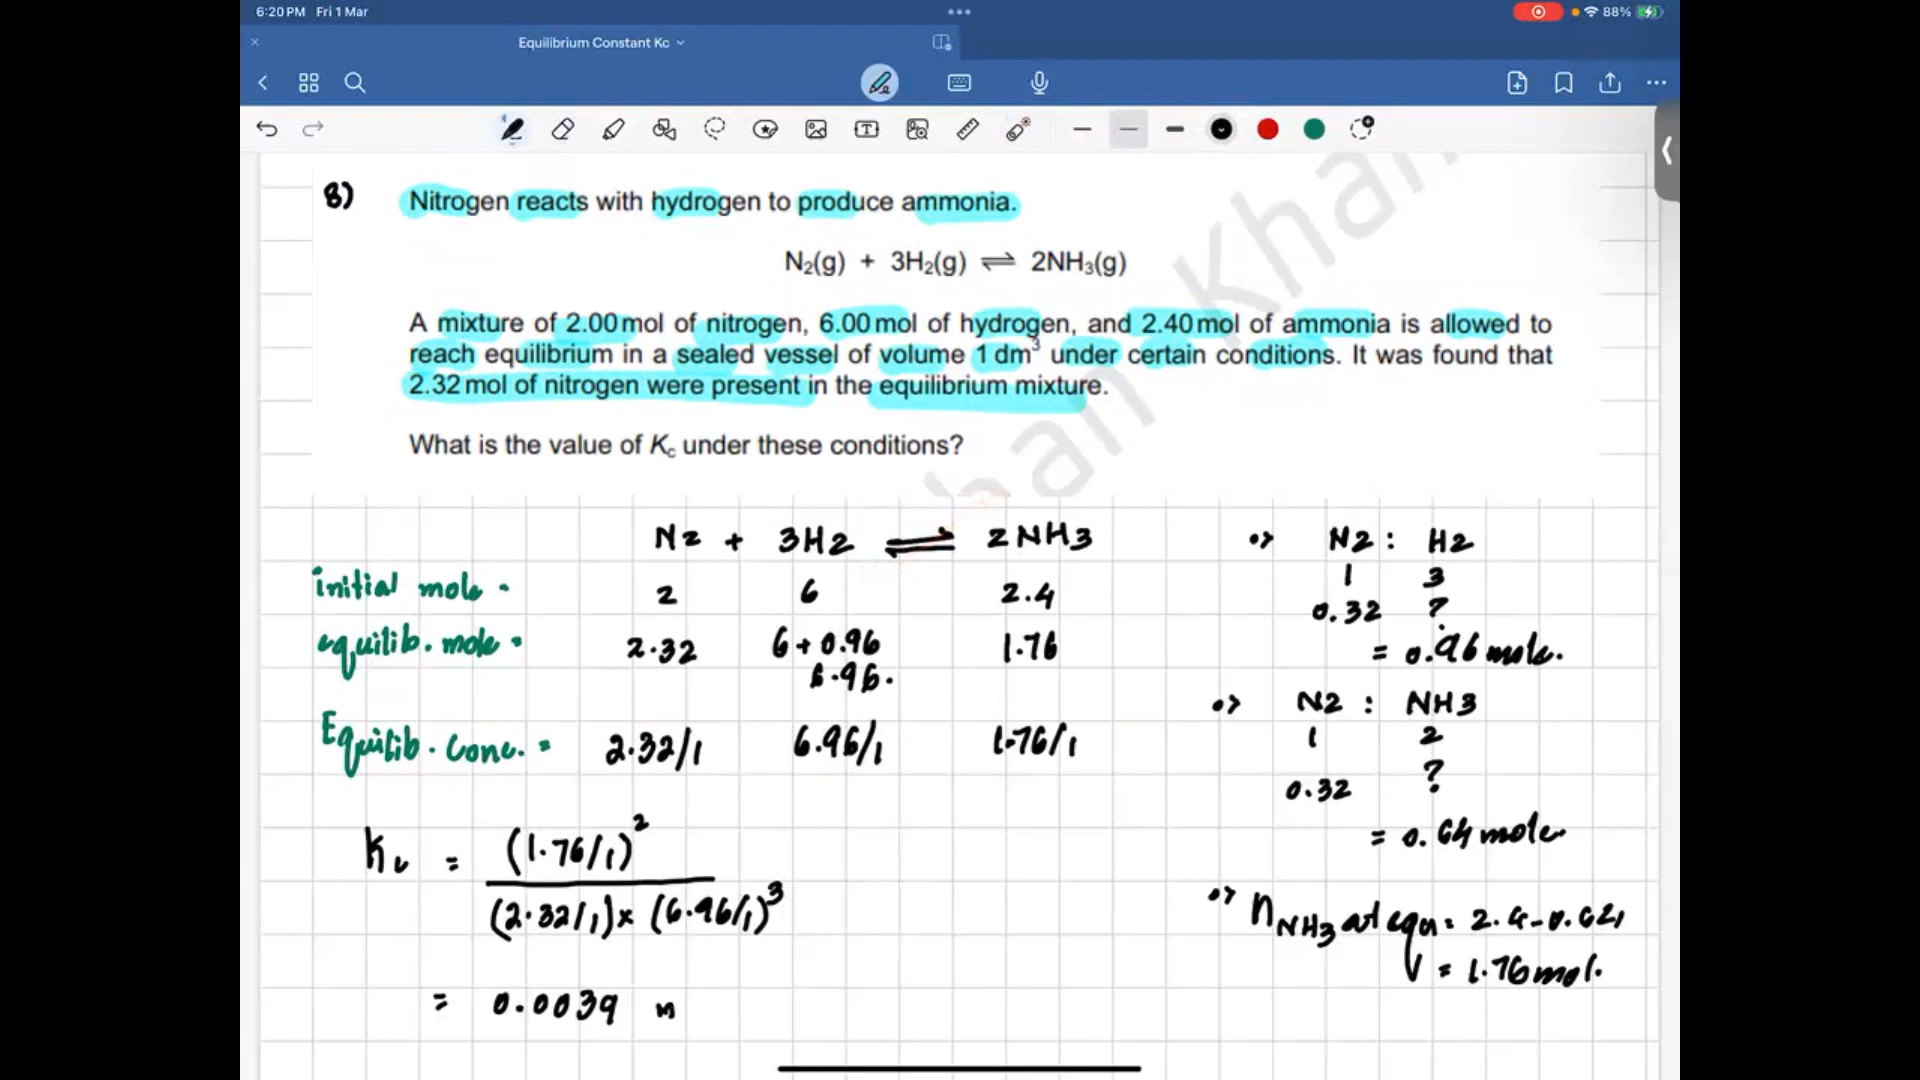 6:20 PM Fri 1 Mar
88%
Equilibrium Constant Kc
8) Nitrogen reacts with hydrogen to produce ammonia.
N₂(g) + 3H₂(g) ⇌ 2NH₃(g)
A mixture of 2.00 mol of nitrogen, 6.00 mol of hydrogen, and 2.40 mol of ammonia is allowed to
reach equilibrium in a sealed vessel of volume 1 dm³ under certain conditions. It was found that
2.32 mol of nitrogen were present in the equilibrium mixture.
What is the value of Kc under these conditions?
N2 + 3H2 ⇌ 2NH3
initial mole - 2 6 2.4
equilib. mole = 2.32 6+0.96 1.76
6.96.
Equilib. conc. = 2.32/1 6.96/1 1.76/1
Kc = (1.76/1)²
(2.32/1) x (6.96/1)³
= 0.0039 m
N2 : H2
1 3
0.32 ?
= 0.96 mole.
N2 : NH3
1 2
0.32 ?
= 0.64 mole
nNH3 at eqn = 2.4-0.64
= 1.76 mol.
Khan